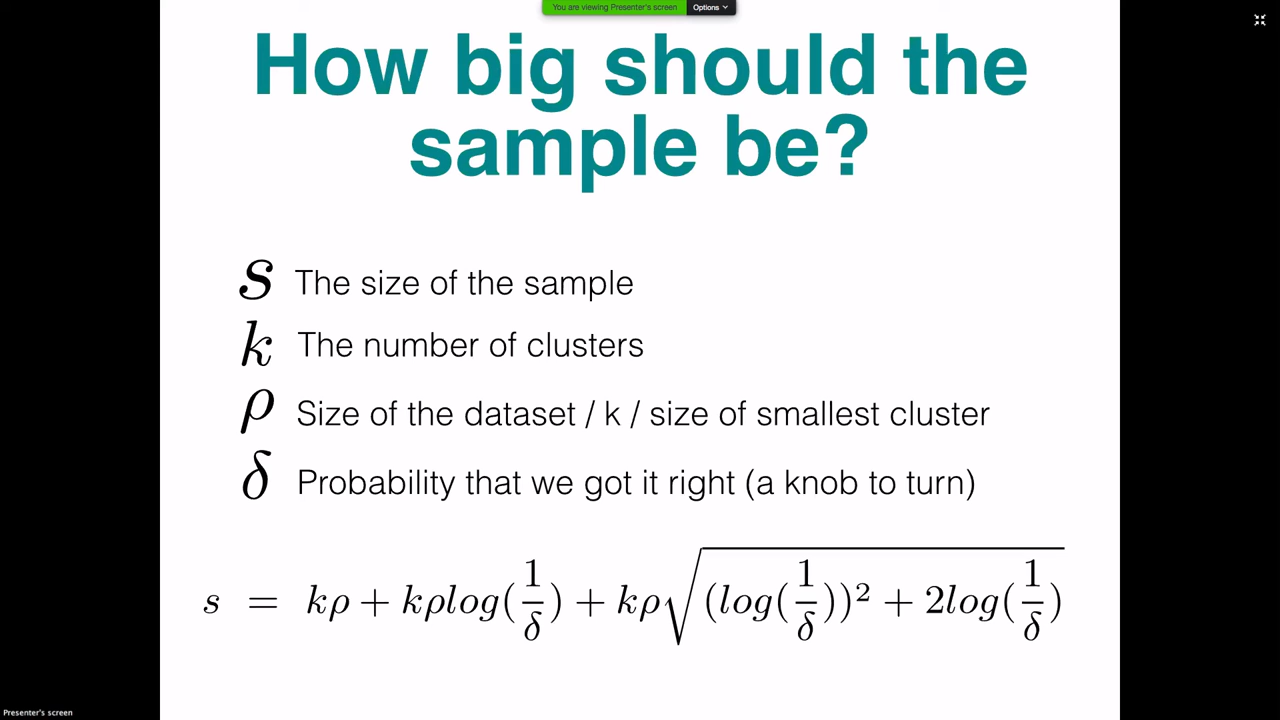 You are viewing Presenter's screen Options
How big should the
sample be?
s The size of the sample
k The number of clusters
ρ Size of the dataset / k / size of smallest cluster
δ Probability that we got it right (a knob to turn)
s = kρ + kρlog(1/δ) + kρ√((log(1/δ))² + 2log(1/δ))
Presenter's screen